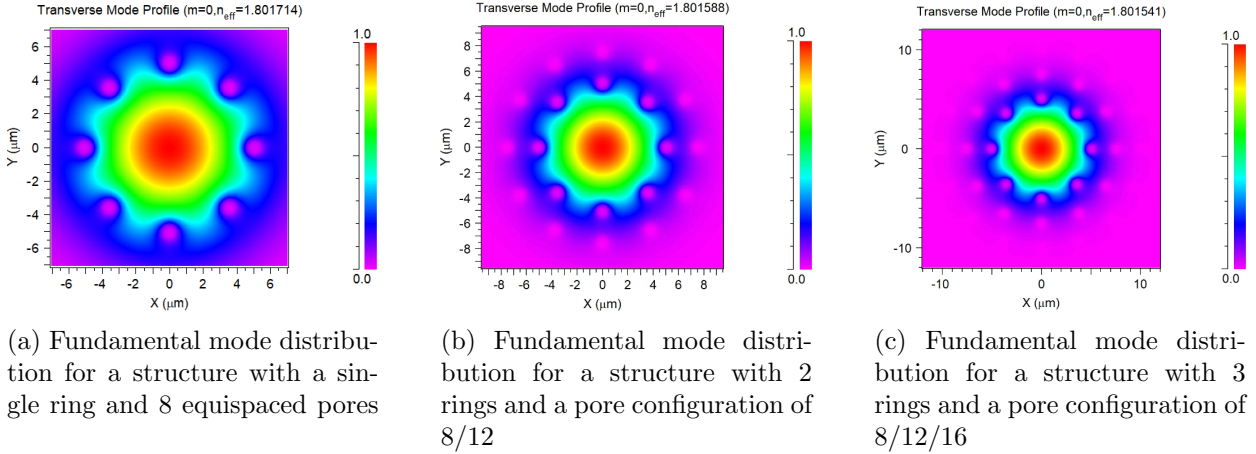 Transverse Mode Profile (m=0,n_eff=1.801714)
1.0
6
4
2
0
-2
-4
-6
Y (μm)
-6 -4 -2 0 2 4 6
X (μm)
0.0
Transverse Mode Profile (m=0,n_eff=1.801588)
1.0
8
6
4
2
0
-2
-4
-6
-8
Y (μm)
-8 -6 -4 -2 0 2 4 6 8
X (μm)
0.0
Transverse Mode Profile (m=0,n_eff=1.801541)
1.0
10
0
-10
Y (μm)
-10 0 10
X (μm)
0.0
(a) Fundamental mode distribu-
tion for a structure with a sin-
gle ring and 8 equispaced pores
(b) Fundamental mode distri-
bution for a structure with 2
rings and a pore configuration of
8/12
(c) Fundamental mode distri-
bution for a structure with 3
rings and a pore configuration of
8/12/16